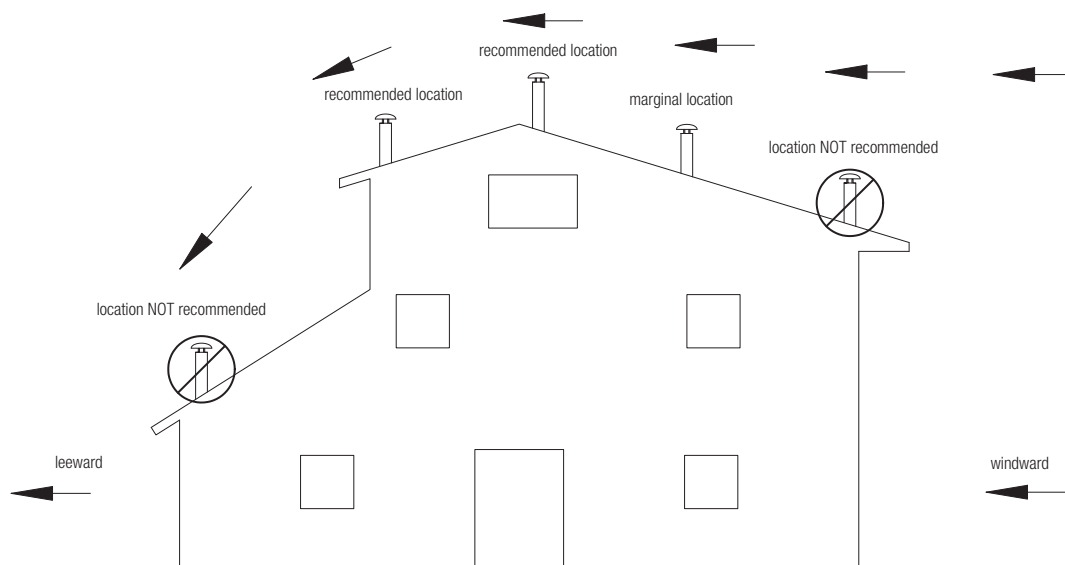 recommended location
recommended location
marginal location
location NOT recommended
location NOT recommended
leeward
windward